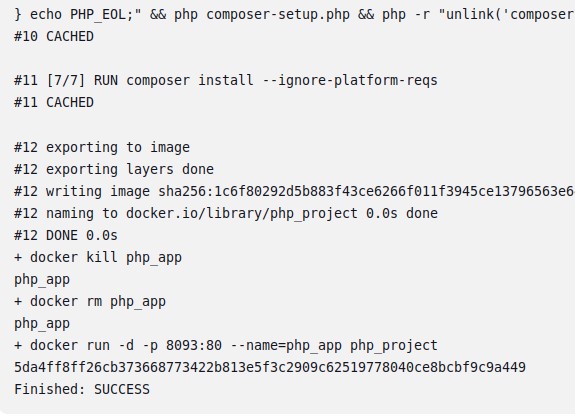 } echo PHP_EOL;" && php composer-setup.php && php -r "unlink('composer
#10 CACHED
#11 [7/7] RUN composer install --ignore-platform-reqs
#11 CACHED
#12 exporting to image
#12 exporting layers done
#12 writing image sha256:1c6f80292d5b883f43ce6266f011f3945ce13796563e6
#12 naming to docker.io/library/php_project 0.0s done
#12 DONE 0.0s
+ docker kill php_app
php_app
+ docker rm php_app
php_app
+ docker run -d -p 8093:80 --name=php_app php_project
5da4ff8ff26cb373668773422b813e5f3c2909c62519778040ce8bcbf9c9a449
Finished: SUCCESS